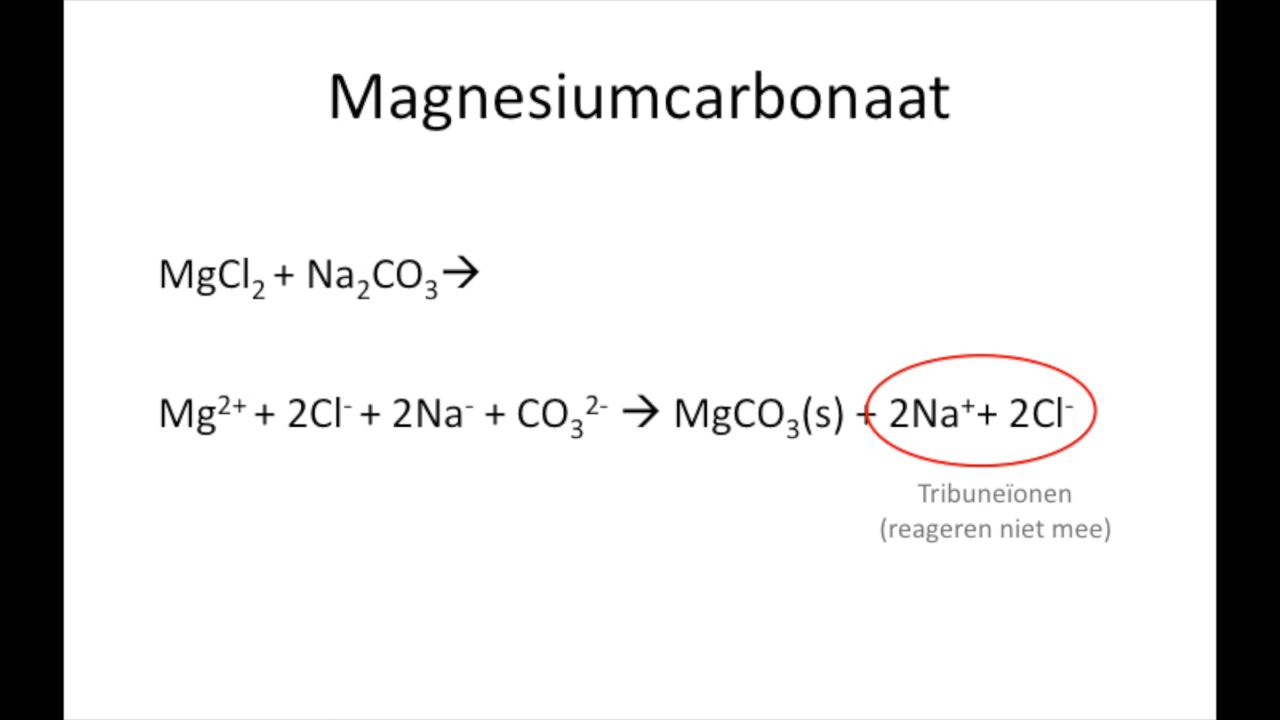 Magnesiumcarbonaat
MgCl₂ + Na₂CO₃→
Mg²⁺ + 2Cl⁻ + 2Na⁻ + CO₃²⁻ → MgCO₃(s) + 2Na⁺+ 2Cl⁻
Tribuneïonen
(reageren niet mee)